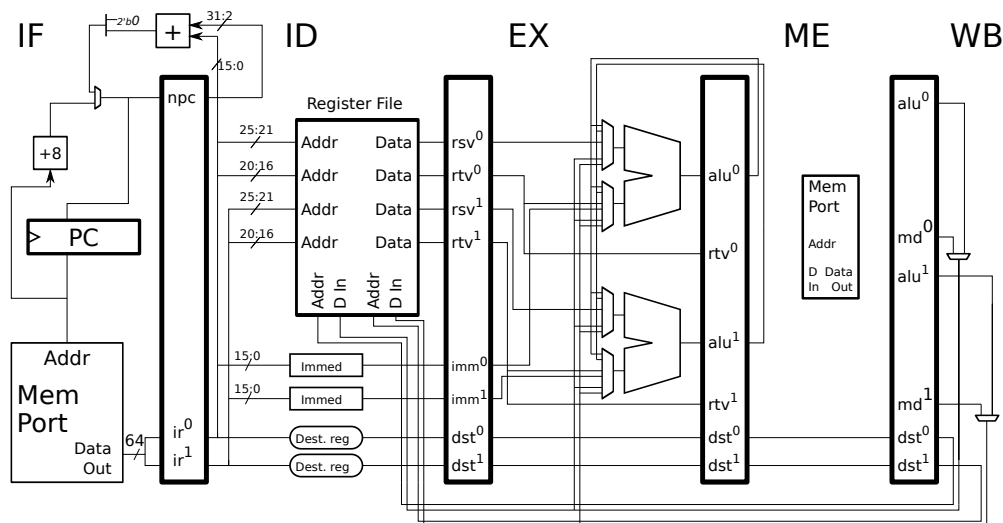 IF
ID
EX
ME
WB
2'b0
+
31:2
15:0
npc
+8
PC
Addr
Mem
Port
Data
Out
64
ir⁰
ir¹
Register File
25:21
Addr
Data
20:16
Addr
Data
25:21
Addr
Data
20:16
Addr
Data
Addr
D In
Addr
D In
15:0
Immed
15:0
Immed
Dest. reg
Dest. reg
rsv⁰
rtv⁰
rsv¹
rtv¹
imm⁰
imm¹
dst⁰
dst¹
alu⁰
rtv⁰
alu¹
rtv¹
dst⁰
dst¹
Mem
Port
Addr
D Data
In Out
alu⁰
md⁰
alu¹
md¹
dst⁰
dst¹